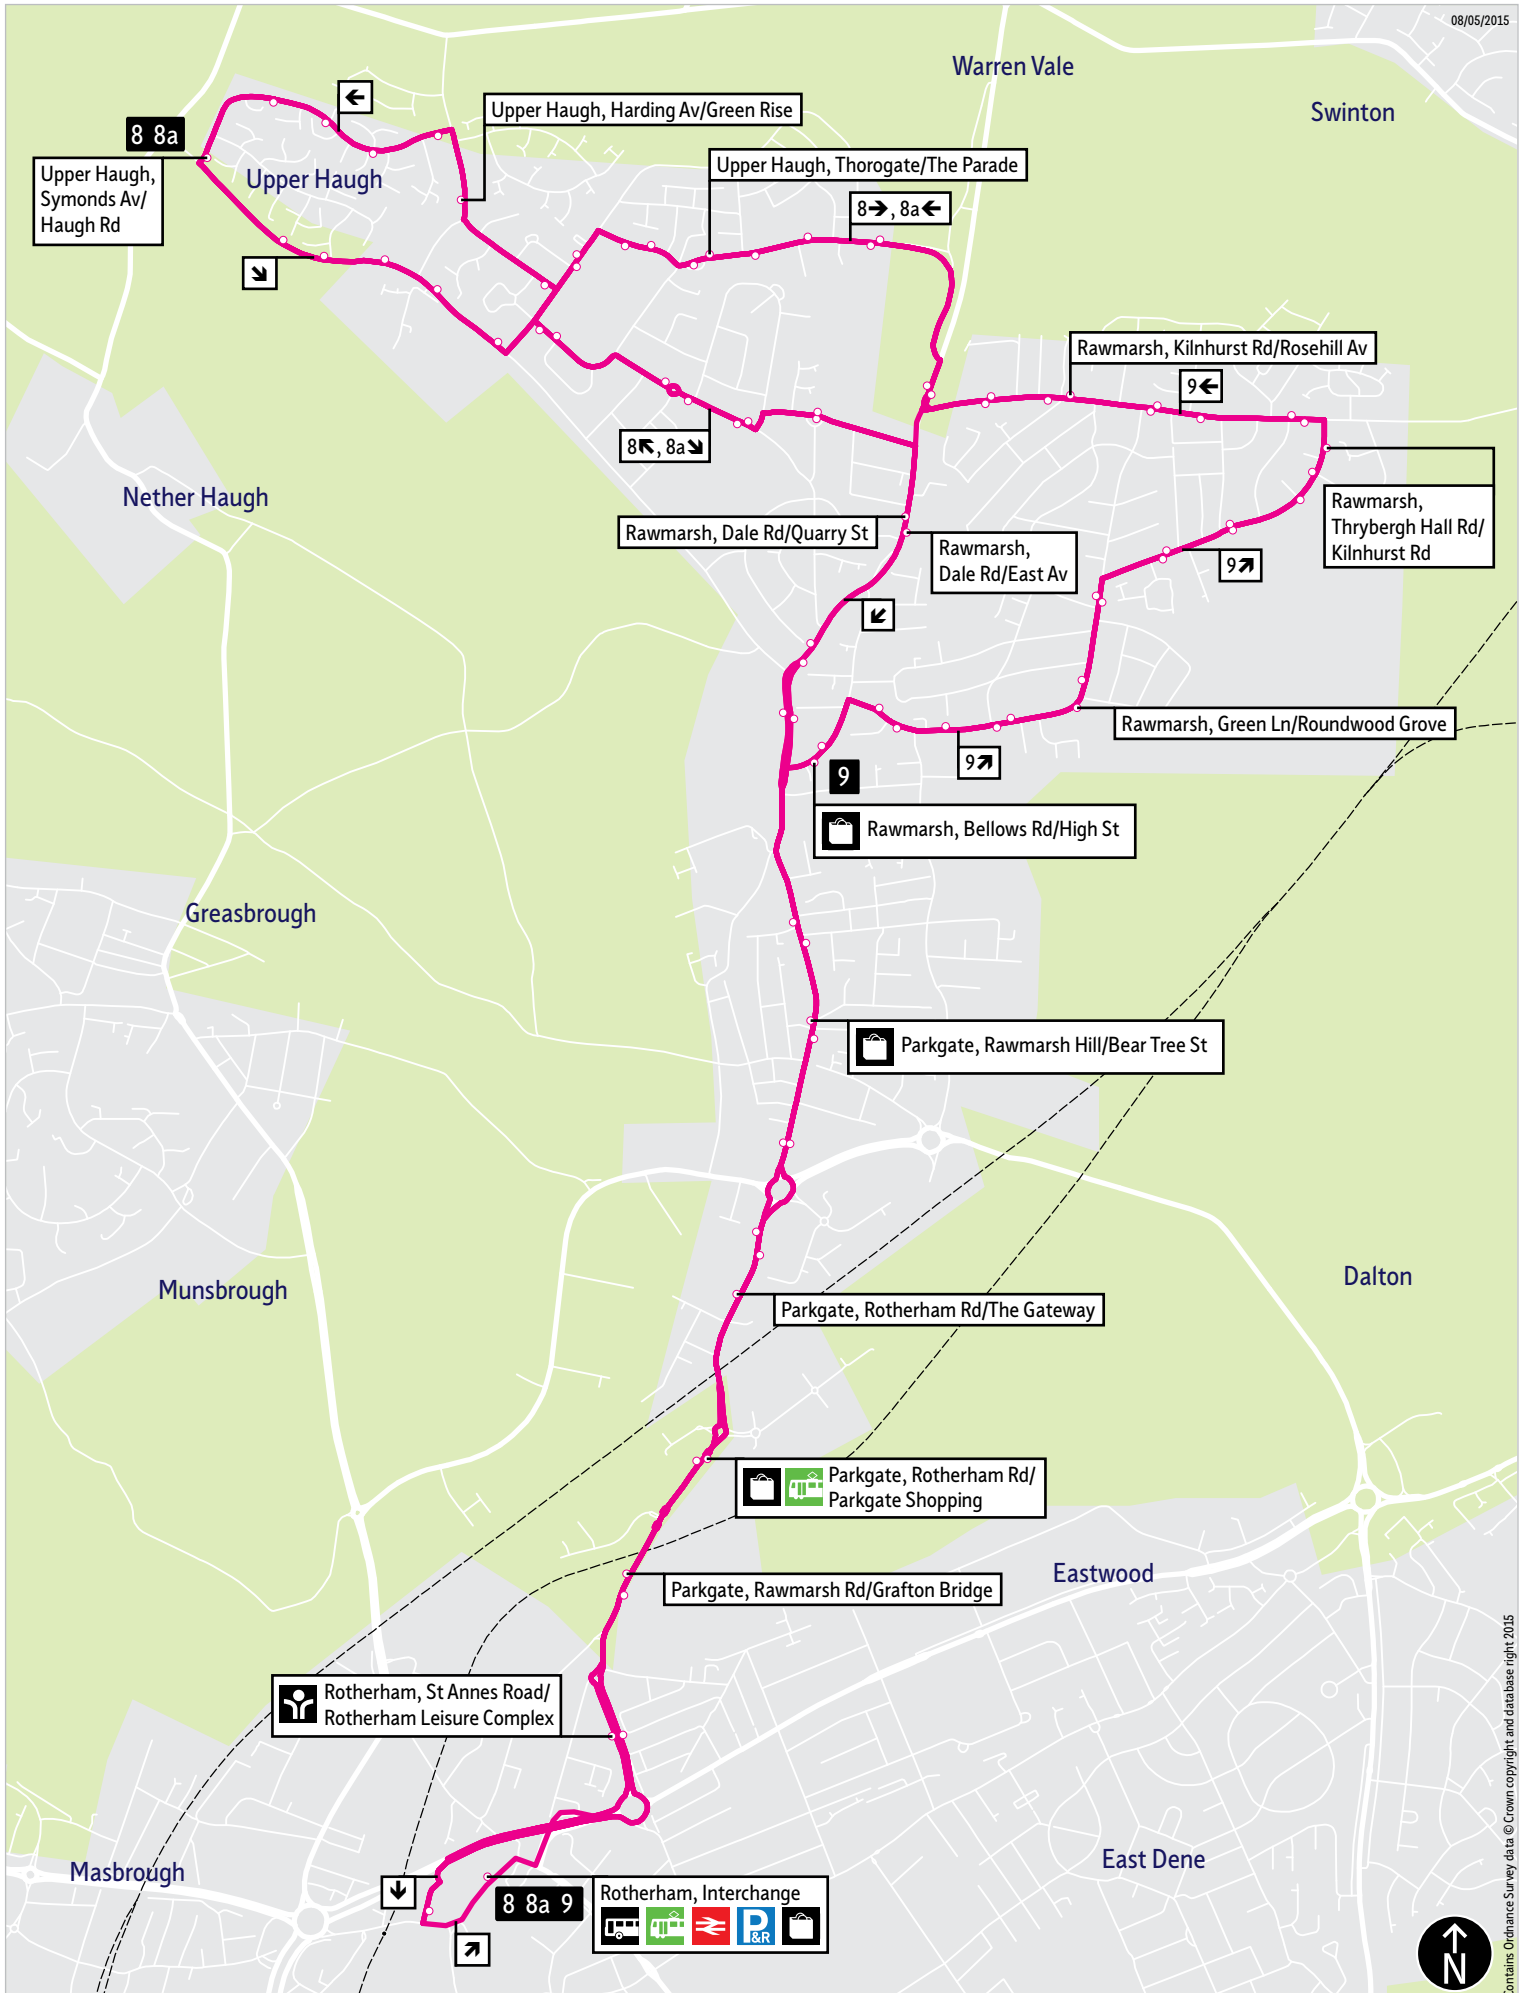 08/05/2015
Warren Vale
Swinton
Upper Haugh, Harding Av/Green Rise
8 8a
Upper Haugh,
Symonds Av/
Haugh Rd
Upper Haugh
Upper Haugh, Thorogate/The Parade
8→, 8a←
Rawmarsh, Kilnhurst Rd/Rosehill Av
9←
8↖, 8a↘
Nether Haugh
Rawmarsh,
Thrybergh Hall Rd/
Kilnhurst Rd
Rawmarsh, Dale Rd/Quarry St
Rawmarsh,
Dale Rd/East Av
9↗
Rawmarsh, Green Ln/Roundwood Grove
9↗
9
Rawmarsh, Bellows Rd/High St
Greasbrough
Parkgate, Rawmarsh Hill/Bear Tree St
Munsbrough
Dalton
Parkgate, Rotherham Rd/The Gateway
Parkgate, Rotherham Rd/
Parkgate Shopping
Eastwood
Parkgate, Rawmarsh Rd/Grafton Bridge
Rotherham, St Annes Road/
Rotherham Leisure Complex
Masbrough
East Dene
8 8a 9
Rotherham, Interchange
P
&R
N
Contains Ordnance Survey data © Crown copyright and database right 2015